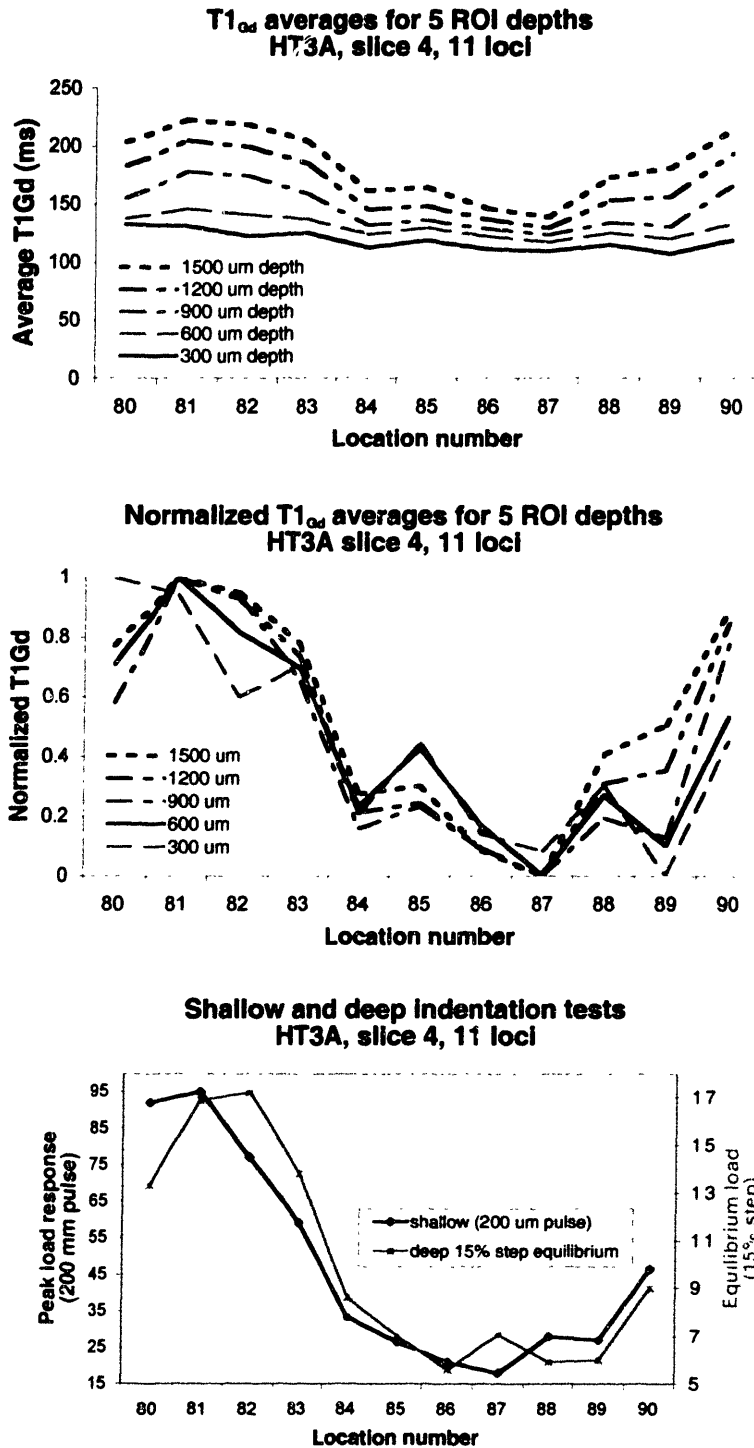 T1Gd averages for 5 ROI depths
HT3A, slice 4, 11 loci
Average T1Gd (ms)
250
200
150
100
50
0
1500 um depth
1200 um depth
900 um depth
600 um depth
300 um depth
80 81 82 83 84 85 86 87 88 89 90
Location number
Normalized T1Gd averages for 5 ROI depths
HT3A slice 4, 11 loci
Normalized T1Gd
1
0.8
0.6
0.4
0.2
0
1500 um
1200 um
900 um
600 um
300 um
80 81 82 83 84 85 86 87 88 89 90
Location number
Shallow and deep indentation tests
HT3A, slice 4, 11 loci
Peak load response
(200 mm pulse)
95
85
75
65
55
45
35
25
15
shallow (200 um pulse)
deep 15% step equilibrium
17
15
13
11
9
7
5
Equilibrium load
(15% step)
80 81 82 83 84 85 86 87 88 89 90
Location number